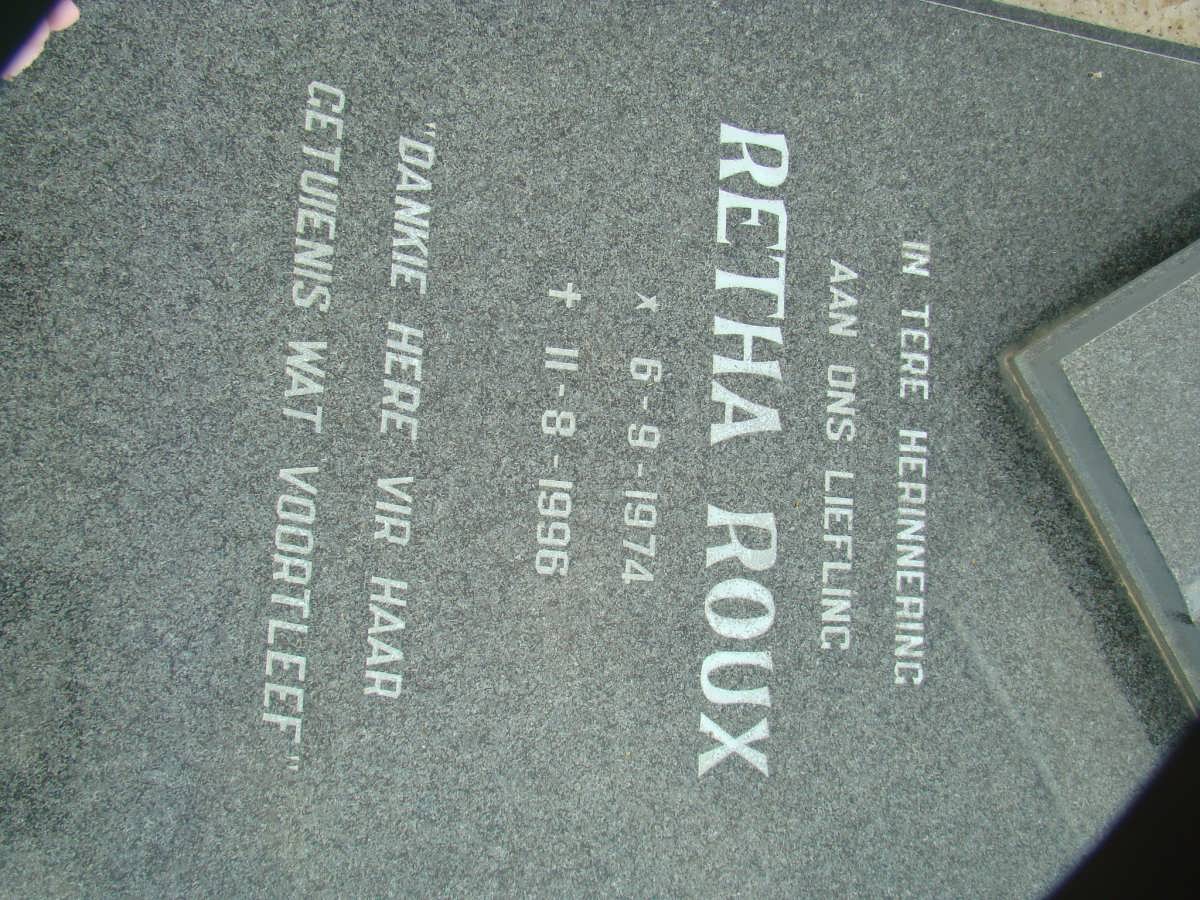 IN TERE HERINNERING
AAN ONS LIEFLING
RETHA ROUX
★ 6-9-1974
✝ 11-8-1996
"DANKIE HERE VIR HAAR
GETUIENIS WAT VOORTLEEF"